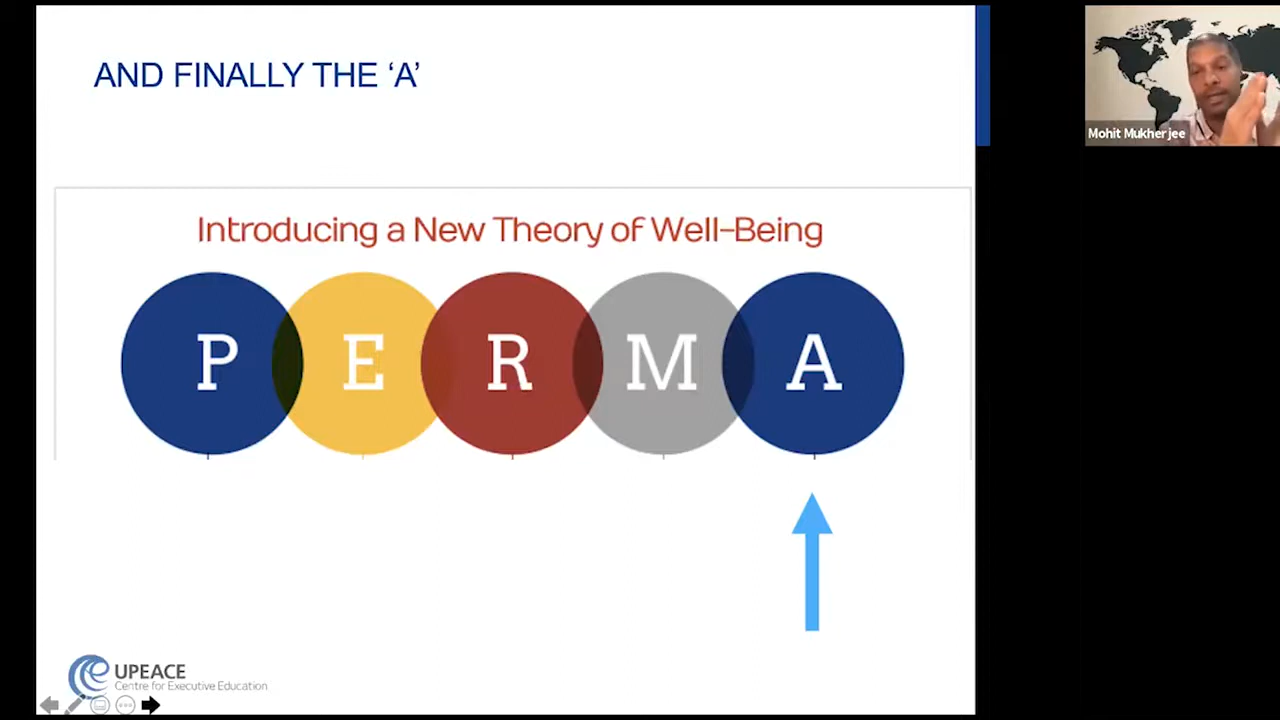 AND FINALLY THE ‘A’
Mohit Mukherjee
Introducing a New Theory of Well-Being
P E R M A
UPEACE
Centre for Executive Education